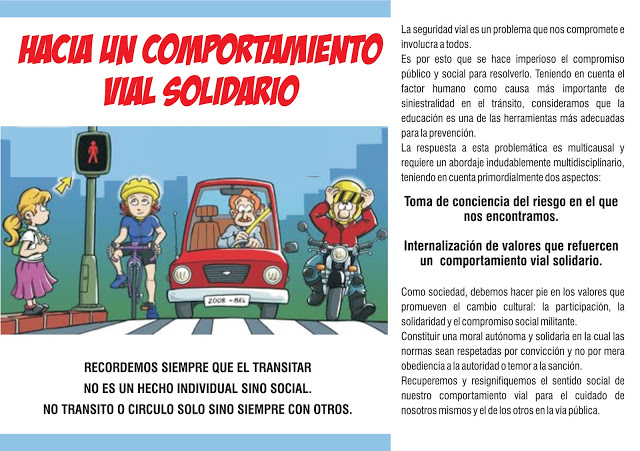 HACIA UN COMPORTAMIENTO
VIAL SOLIDARIO
2008 - BEL
RECORDEMOS SIEMPRE QUE EL TRANSITAR
NO ES UN HECHO INDIVIDUAL SINO SOCIAL.
NO TRANSITO O CIRCULO SOLO SINO SIEMPRE CON OTROS.
La seguridad vial es un problema que nos compromete e
involucra a todos.
Es por esto que se hace imperioso el compromiso
público y social para resolverlo. Teniendo en cuenta el
factor humano como causa más importante de
siniestralidad en el tránsito, consideramos que la
educación es una de las herramientas más adecuadas
para la prevención.
La respuesta a esta problemática es multicausal y
requiere un abordaje indudablemente multidisciplinario,
teniendo en cuenta primordialmente dos aspectos:
Toma de conciencia del riesgo en el que
nos encontramos.
Internalización de valores que refuercen
un comportamiento vial solidario.
Como sociedad, debemos hacer pie en los valores que
promueven el cambio cultural: la participación, la
solidaridad y el compromiso social militante.
Constituir una moral autónoma y solidaria en la cual las
normas sean respetadas por convicción y no por mera
obediencia a la autoridad o temor a la sanción.
Recuperemos y resignifiquemos el sentido social de
nuestro comportamiento vial para el cuidado de
nosotros mismos y el de los otros en la vía pública.